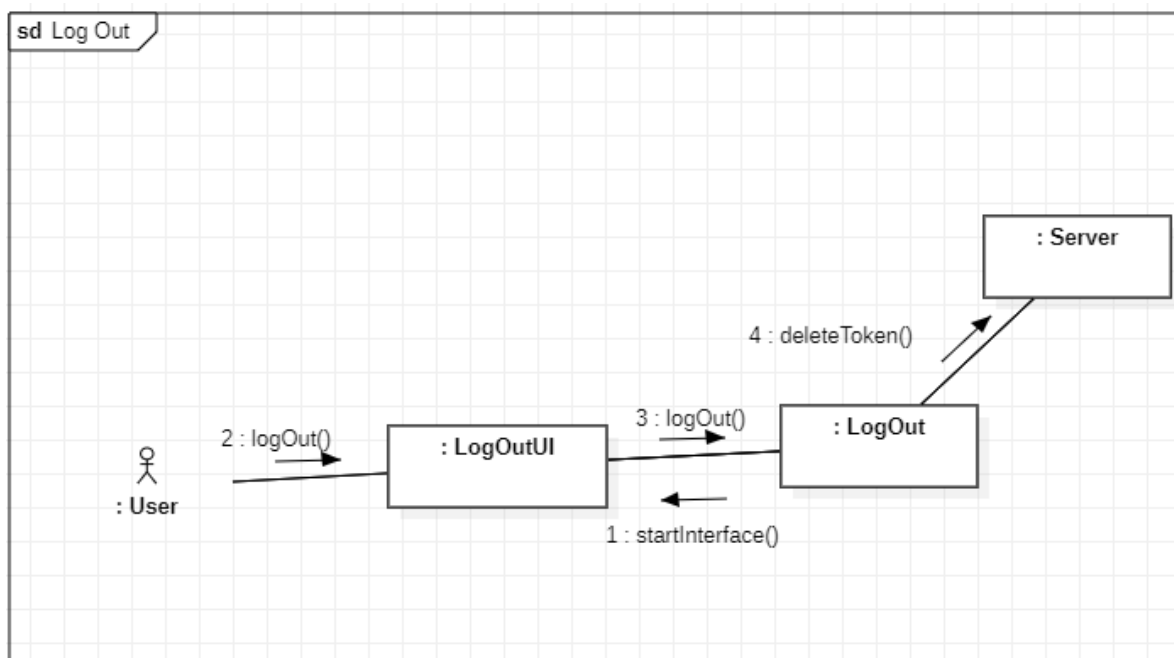 sd Log Out
: Server
4 : deleteToken()
3 : logOut()
: LogOut
2 : logOut()
: LogOutUI
: User
1 : startInterface()